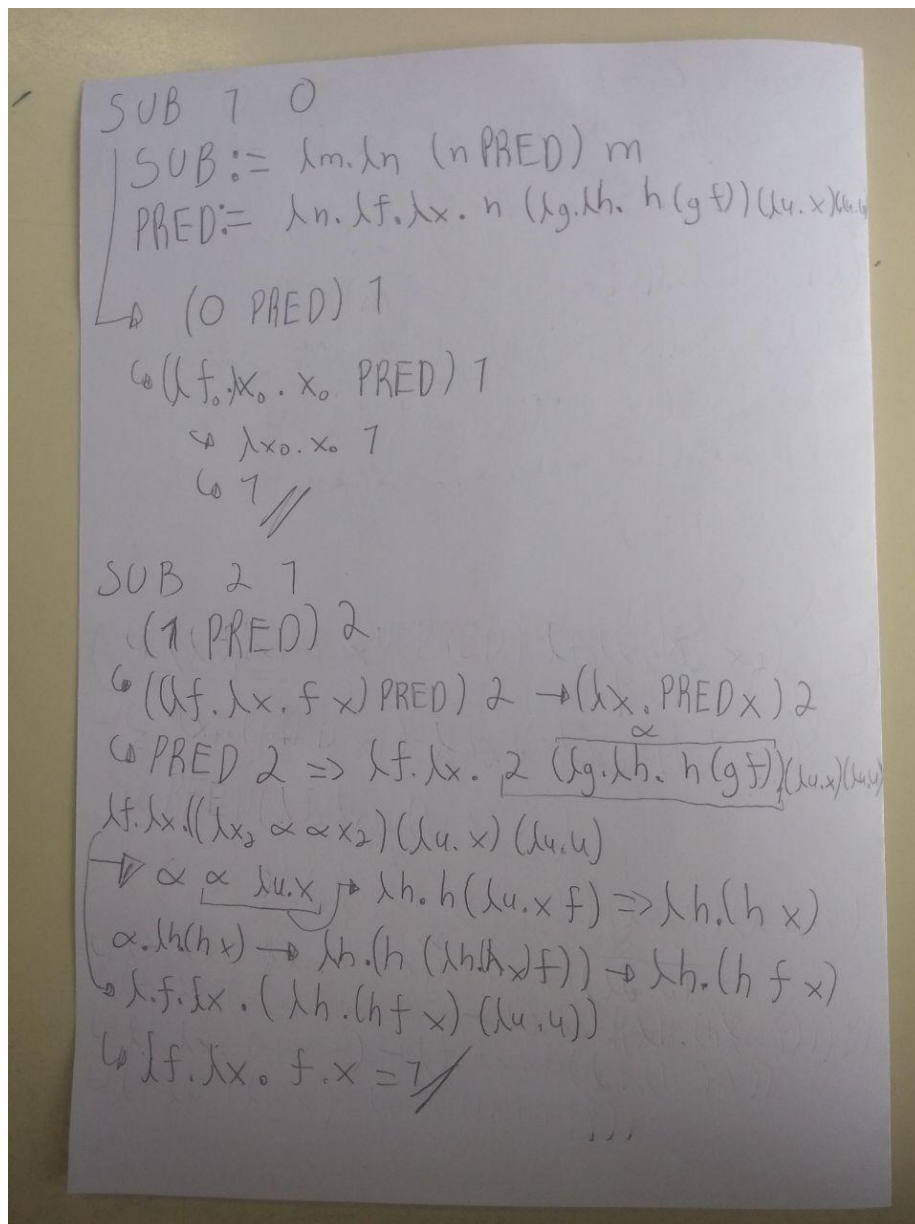 SUB 1 0
SUB := λm.λn (n PRED) m
PRED:= λn.λf.λx. n (λg.λh. h(g f))(λu.x)(λu.u)
(0 PRED) 1
((λf₀.λx₀. x₀ PRED) 1
λx₀.x₀ 1
1
SUB 2 1
(1 PRED) 2
((λf.λx. f x) PRED) 2 → (λx. PRED x) 2
α
PRED 2 => λf.λx. 2 (λg.λh. h(g f))(λu.x)(λu.u)
λf.λx.((λx₂ α α x₂)(λu.x)(λu.u)
α α λu.x → λh.h(λu.x f) => λh.(h x)
α.λh(h x) → λh.(h (λh.h x)f)) → λh.(h f x)
λ.f.λx.(λh.(h f x)(λu.u))
λf.λx. f.x = 1